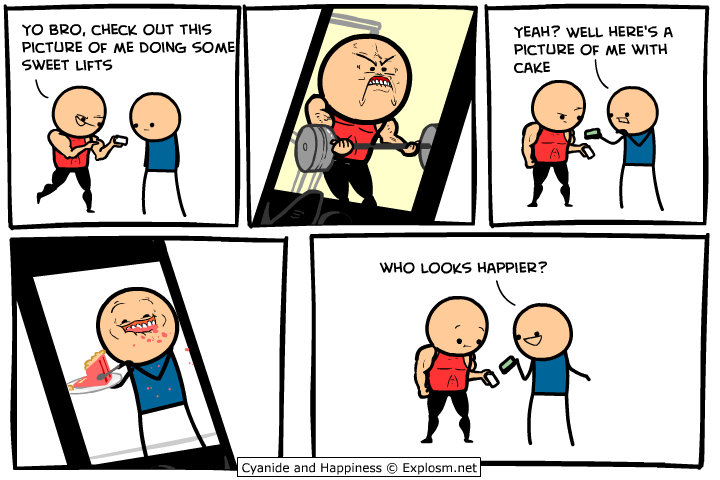 YO BRO, CHECK OUT THIS
PICTURE OF ME DOING SOME
SWEET LIFTS
YEAH? WELL HERE'S A
PICTURE OF ME WITH
CAKE
WHO LOOKS HAPPIER?
Cyanide and Happiness © Explosm.net